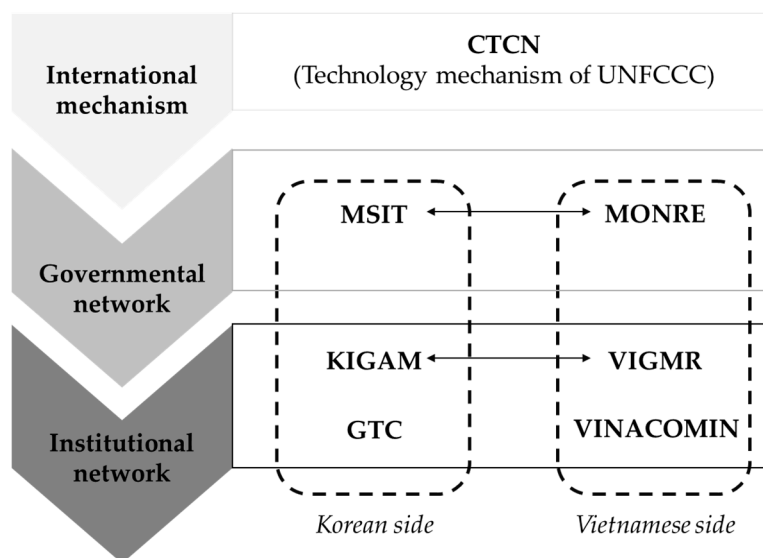 International
mechanism
CTCN
(Technology mechanism of UNFCCC)
Governmental
network
MSIT
MONRE
Institutional
network
KIGAM
VIGMR
GTC
VINACOMIN
Korean side
Vietnamese side